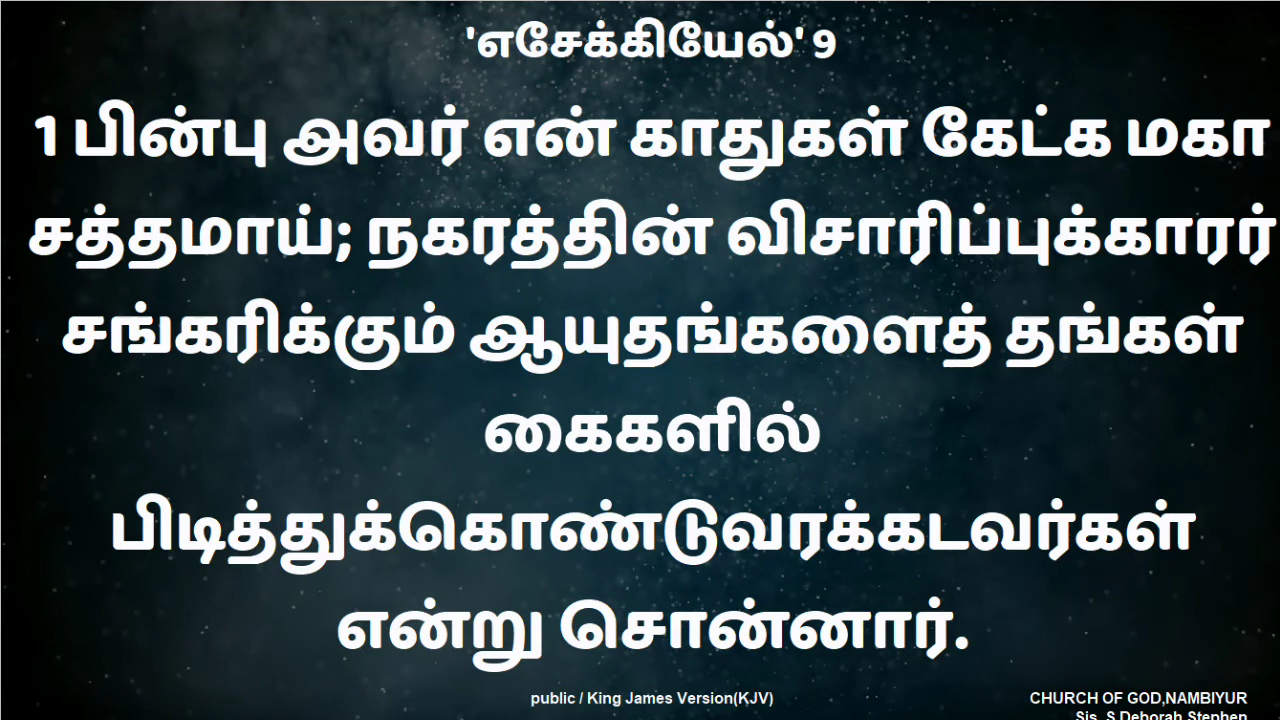 'எசேக்கியேல்' 9
1 பின்பு அவர் என் காதுகள் கேட்க மகா
சத்தமாய்; நகரத்தின் விசாரிப்புக்காரர்
சங்கரிக்கும் ஆயுதங்களைத் தங்கள்
கைகளில்
பிடித்துக்கொண்டுவரக்கடவர்கள்
என்று சொன்னார்.
public / King James Version(KJV)
CHURCH OF GOD,NAMBIYUR
Sis. S.Deborah Stephen